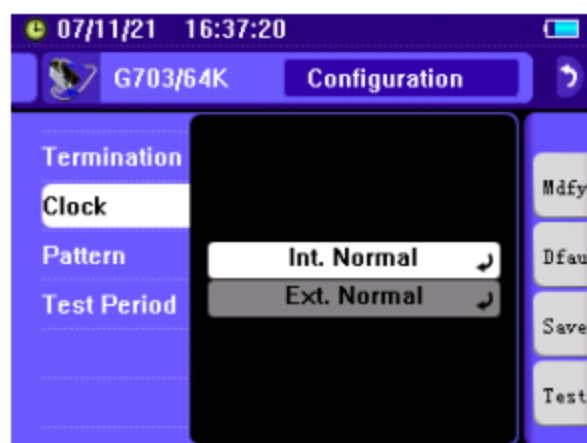 07/11/21 16:37:20
G703/64K Configuration
Termination
Clock
Pattern
Test Period
Int. Normal
Ext. Normal
Mdfy
Dfau
Save
Test